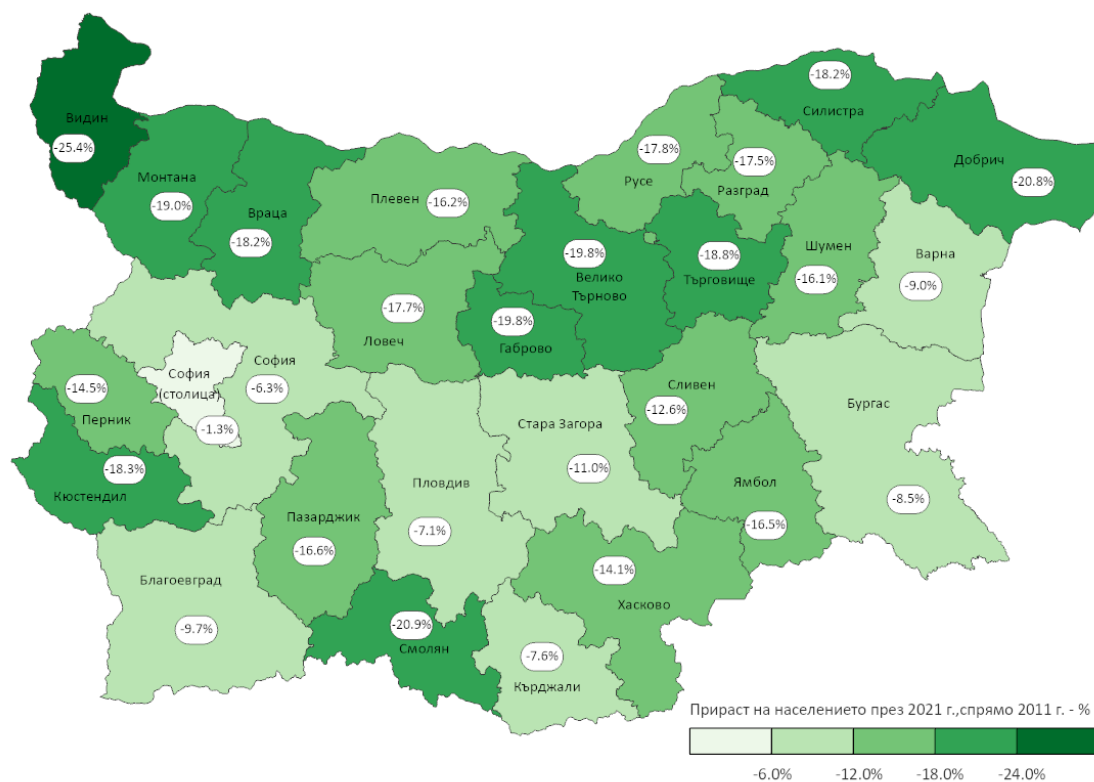 -18.2%
Силистра
Видин
-25.4%
-17.8%
Русе
-17.5%
Разград
Добрич
-20.8%
Монтана
-19.0%
Враца
-18.2%
Плевен
-16.2%
-19.8%
Велико
Търново
-18.8%
Търговище
Шумен
-16.1%
Варна
-9.0%
-17.7%
Ловеч
-19.8%
Габрово
София
-6.3%
София
(столица)
-1.3%
-14.5%
Перник
-18.3%
Кюстендил
Сливен
-12.6%
Бургас
-8.5%
Стара Загора
-11.0%
Пловдив
-7.1%
Ямбол
-16.5%
Пазарджик
-16.6%
Благоевград
-9.7%
-14.1%
Хасково
-20.9%
Смолян
-7.6%
Кърджали
Прираст на населението през 2021 г.,спрямо 2011 г. - %
-6.0% -12.0% -18.0% -24.0%